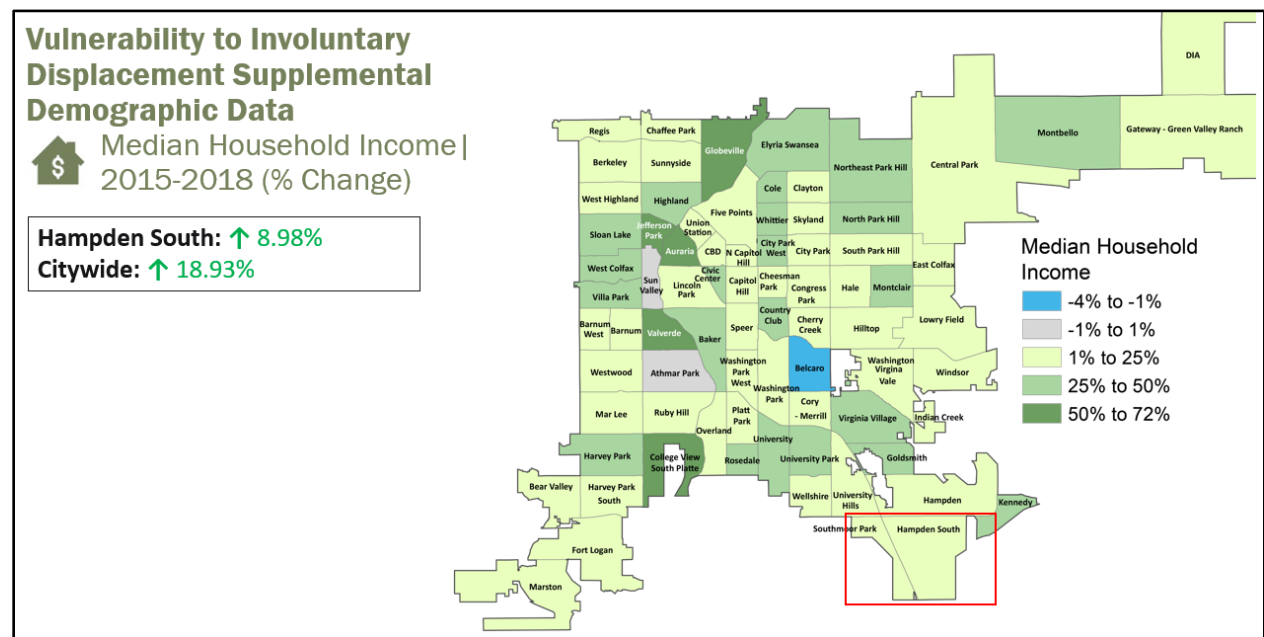 Vulnerability to Involuntary
Displacement Supplemental
Demographic Data
$
Median Household Income|
2015-2018 (% Change)
Hampden South: ↑ 8.98%
Citywide: ↑ 18.93%
DIA
Regis
Chaffee Park
Globeville
Elyria Swansea
Montbello
Gateway - Green Valley Ranch
Berkeley
Sunnyside
Northeast Park Hill
Central Park
West Highland
Highland
Cole
Clayton
Five Points
Sloan Lake
Jefferson
Park
Union
Station
Whittier
Skyland
North Park Hill
Auraria
CBD
N Capitol
Hill
City Park
West
City Park
South Park Hill
West Colfax
East Colfax
Sun
Valley
Civic
Center
Lincoln
Park
Capitol
Hill
Cheesman
Park
Congress
Park
Hale
Montclair
Villa Park
Barnum
West
Barnum
Valverde
Baker
Speer
Country
Club
Cherry
Creek
Hilltop
Lowry Field
Westwood
Athmar Park
Washington
Park
West
Washington
Park
Belcaro
Washington
Virgina
Vale
Windsor
Mar Lee
Ruby Hill
Overland
Platt
Park
Cory
- Merrill
Virginia Village
Indian Creek
Harvey Park
College View
South Platte
Rosedale
University
University Park
Goldsmith
Bear Valley
Harvey Park
South
Wellshire
University
Hills
Hampden
Kennedy
Southmoor Park
Hampden South
Fort Logan
Marston
Median Household
Income
-4% to -1%
-1% to 1%
1% to 25%
25% to 50%
50% to 72%